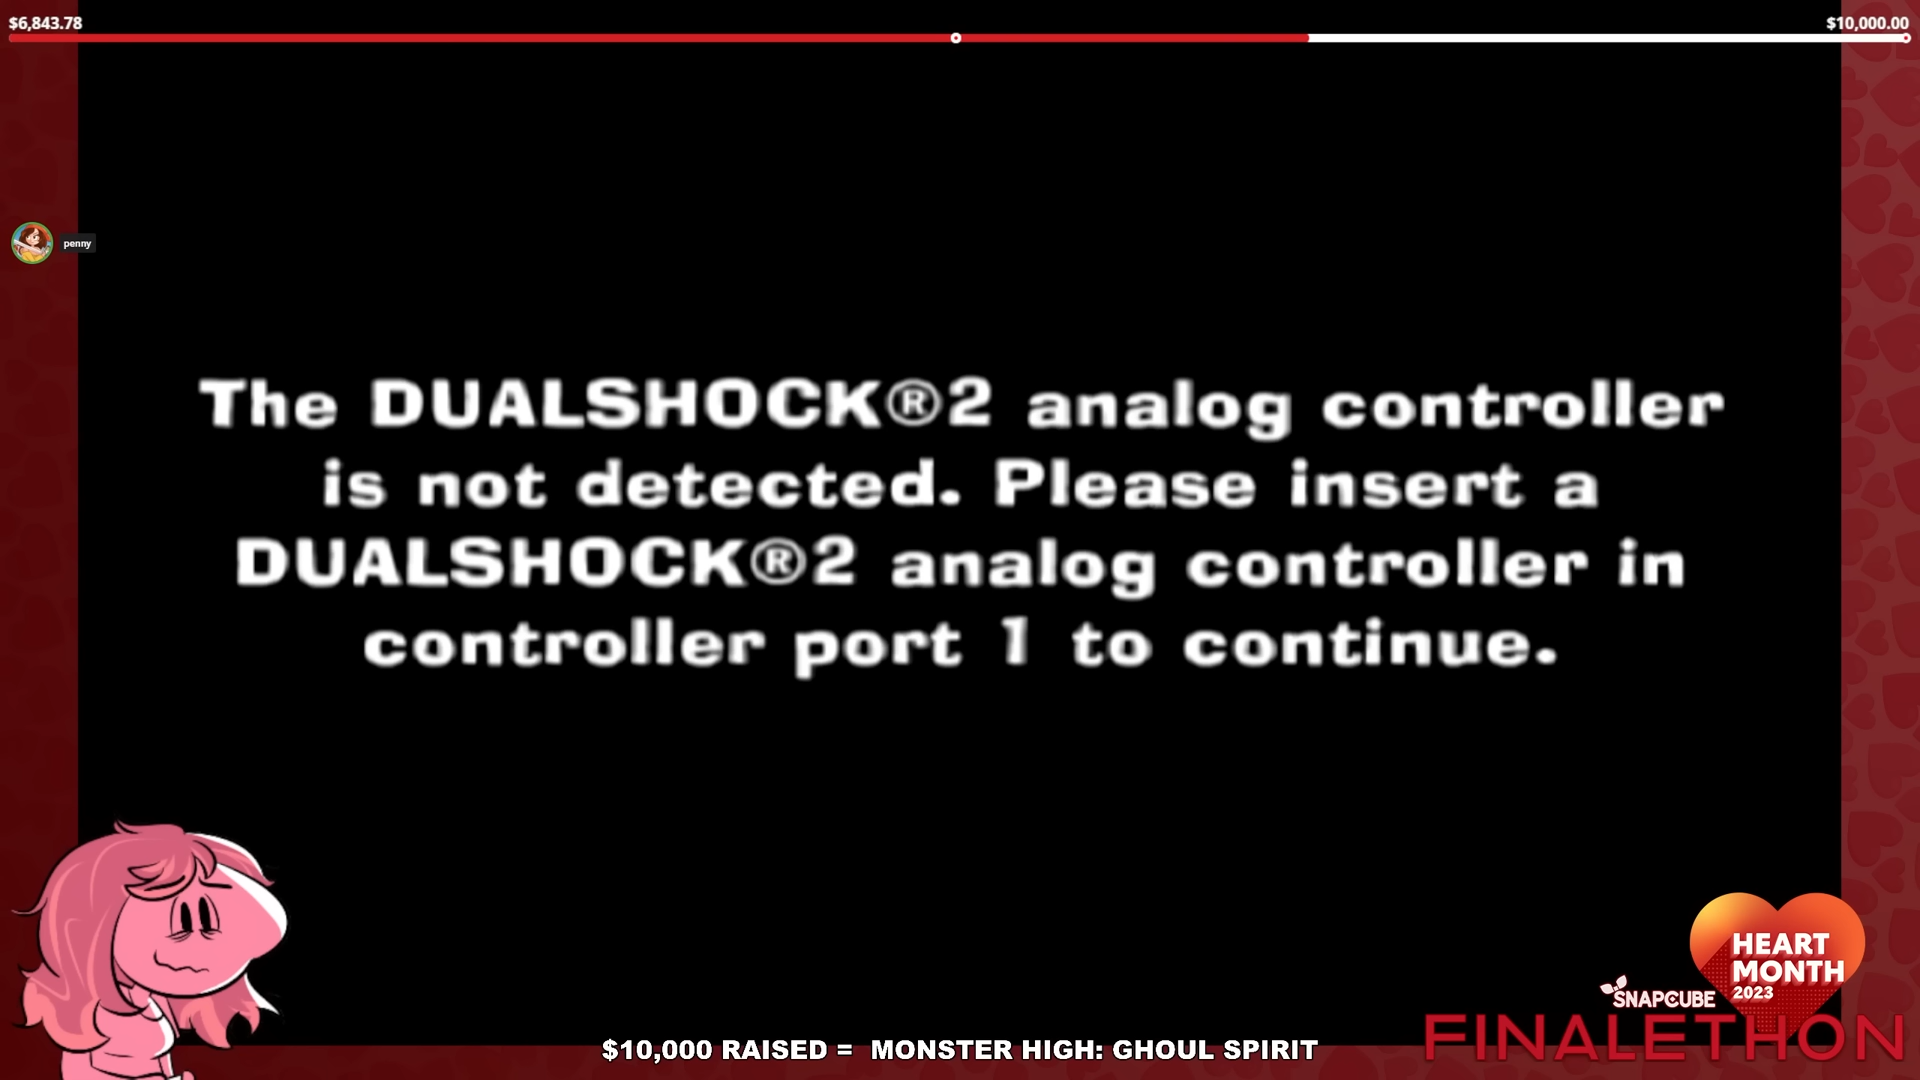 $6,843.78
$10,000.00
penny
The DUALSHOCK®2 analog controller
is not detected. Please insert a
DUALSHOCK®2 analog controller in
controller port 1 to continue.
HEART
MONTH
2023
SNAPCUBE
FINALETHON
$10,000 RAISED = MONSTER HIGH: GHOUL SPIRIT